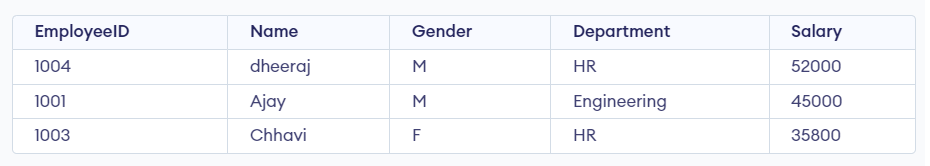 EmployeeID Name Gender Department Salary
1004 dheeraj M HR 52000
1001 Ajay M Engineering 45000
1003 Chhavi F HR 35800